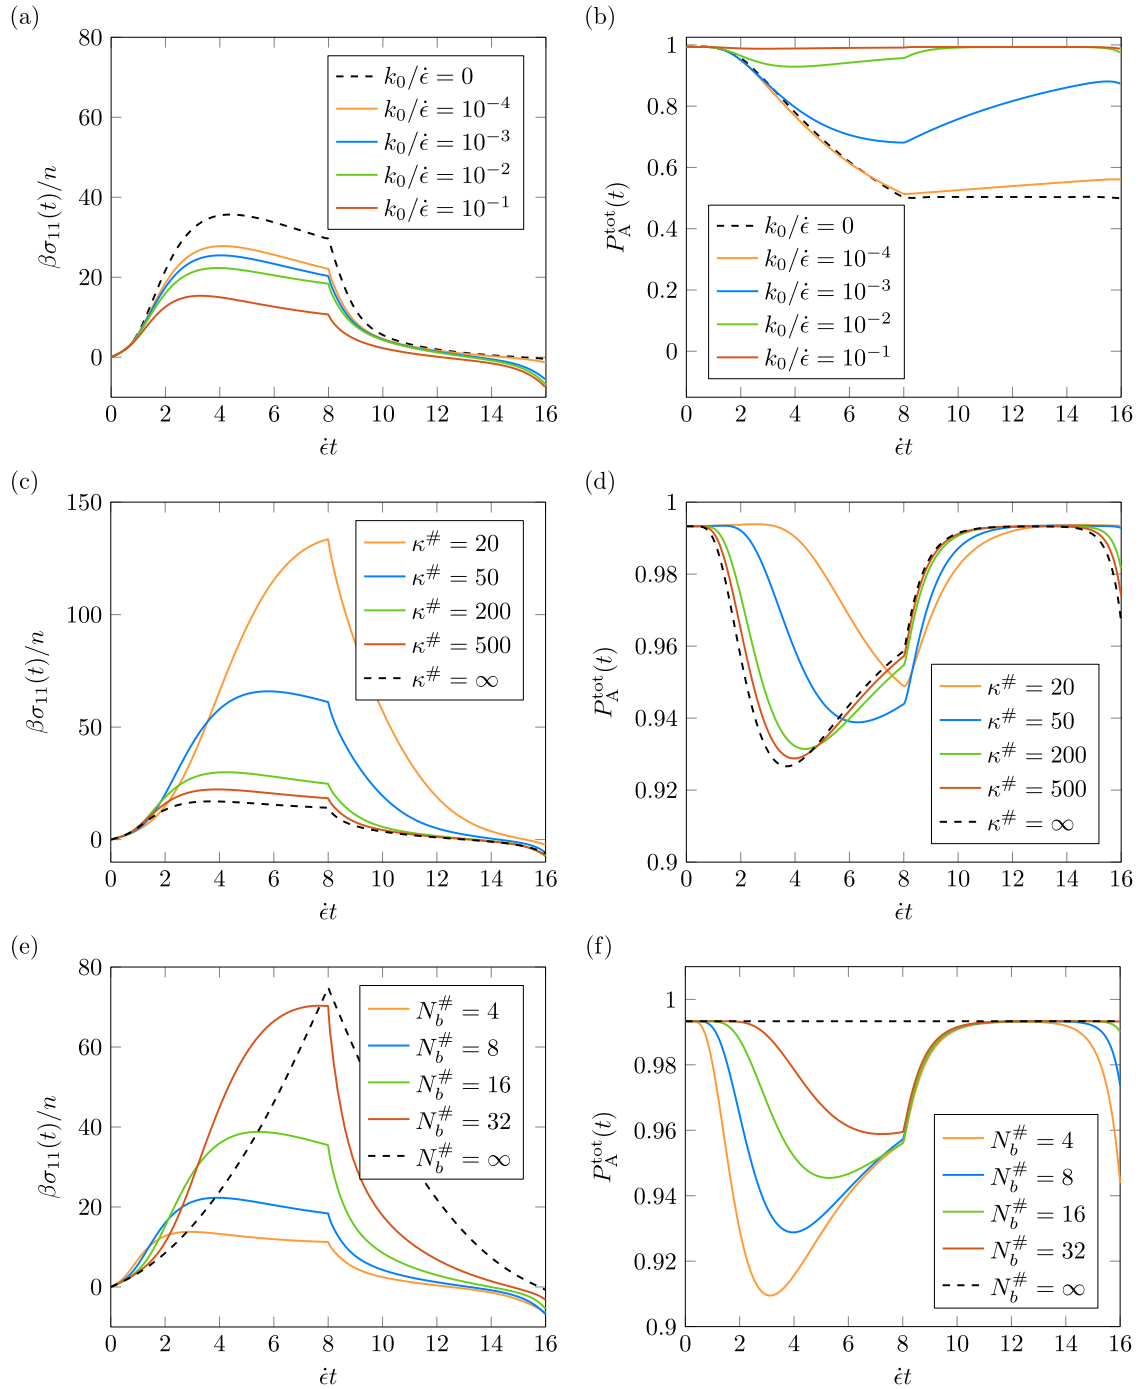 (a)
80
60
40
20
0
0 2 4 6 8 10 12 14 16
ϵ̇t
βσ₁₁(t)/n
k₀/ϵ̇ = 0
k₀/ϵ̇ = 10⁻⁴
k₀/ϵ̇ = 10⁻³
k₀/ϵ̇ = 10⁻²
k₀/ϵ̇ = 10⁻¹
(b)
1
0.8
0.6
0.4
0.2
0
0 2 4 6 8 10 12 14 16
ϵ̇t
P_A^tot(t)
k₀/ϵ̇ = 0
k₀/ϵ̇ = 10⁻⁴
k₀/ϵ̇ = 10⁻³
k₀/ϵ̇ = 10⁻²
k₀/ϵ̇ = 10⁻¹
(c)
150
100
50
0
0 2 4 6 8 10 12 14 16
ϵ̇t
βσ₁₁(t)/n
κ^# = 20
κ^# = 50
κ^# = 200
κ^# = 500
κ^# = ∞
(d)
1
0.98
0.96
0.94
0.92
0.9
0 2 4 6 8 10 12 14 16
ϵ̇t
P_A^tot(t)
κ^# = 20
κ^# = 50
κ^# = 200
κ^# = 500
κ^# = ∞
(e)
80
60
40
20
0
0 2 4 6 8 10 12 14 16
ϵ̇t
βσ₁₁(t)/n
N_b^# = 4
N_b^# = 8
N_b^# = 16
N_b^# = 32
N_b^# = ∞
(f)
1
0.98
0.96
0.94
0.92
0.9
0 2 4 6 8 10 12 14 16
ϵ̇t
P_A^tot(t)
N_b^# = 4
N_b^# = 8
N_b^# = 16
N_b^# = 32
N_b^# = ∞